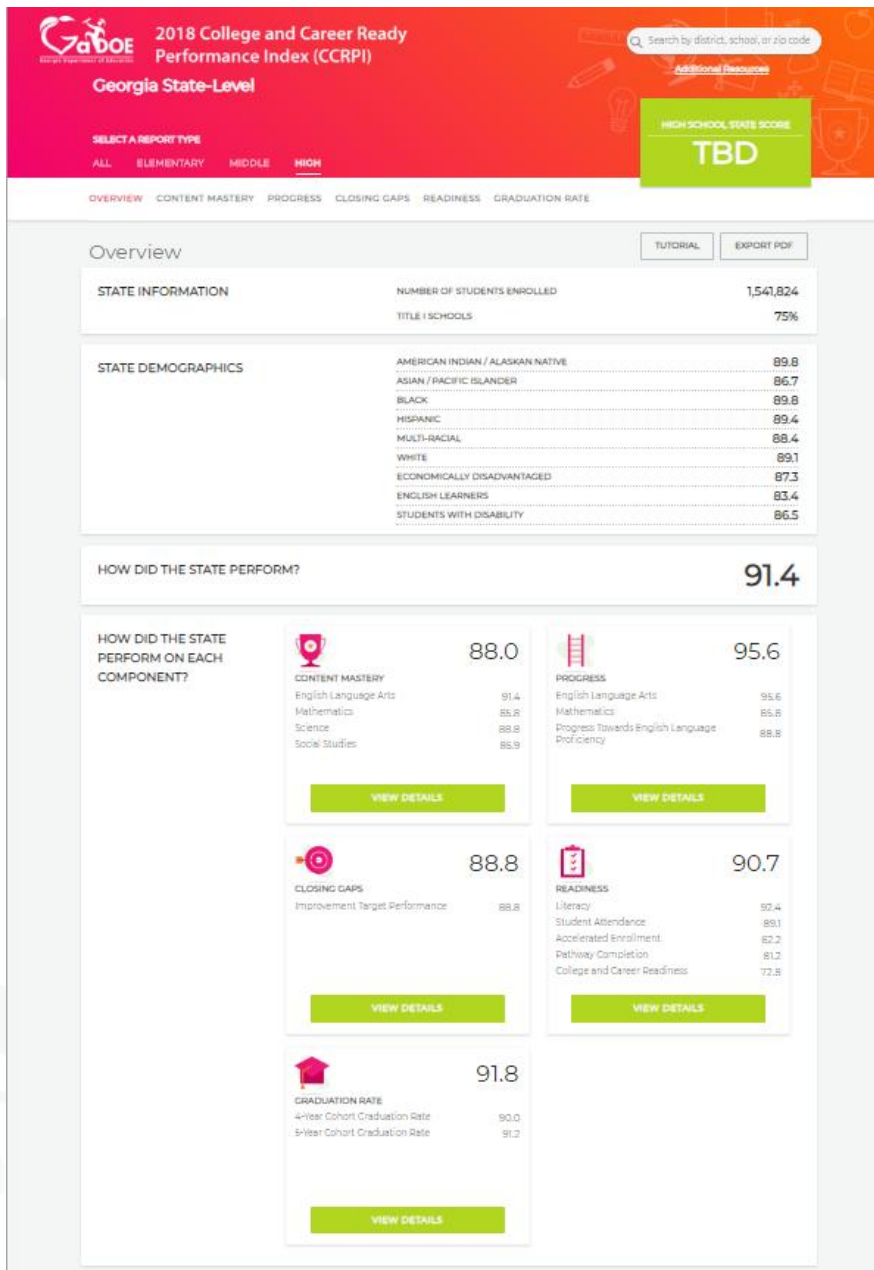 GaDOE
Georgia Department of Education
2018 College and Career Ready
Performance Index (CCRPI)
Georgia State-Level
Search by district, school, or zip code
Additional Resources
SELECT A REPORT TYPE
ALL ELEMENTARY MIDDLE HIGH
HIGH SCHOOL STATE SCORE
TBD
OVERVIEW CONTENT MASTERY PROGRESS CLOSING GAPS READINESS GRADUATION RATE
Overview
TUTORIAL
EXPORT PDF
STATE INFORMATION
NUMBER OF STUDENTS ENROLLED 1,541,824
TITLE I SCHOOLS 75%
STATE DEMOGRAPHICS
AMERICAN INDIAN / ALASKAN NATIVE 89.8
ASIAN / PACIFIC ISLANDER 86.7
BLACK 89.8
HISPANIC 89.4
MULTI-RACIAL 88.4
WHITE 89.1
ECONOMICALLY DISADVANTAGED 87.3
ENGLISH LEARNERS 83.4
STUDENTS WITH DISABILITY 86.5
HOW DID THE STATE PERFORM? 91.4
HOW DID THE STATE
PERFORM ON EACH
COMPONENT?
88.0
CONTENT MASTERY
English Language Arts 91.4
Mathematics 85.8
Science 88.8
Social Studies 85.9
VIEW DETAILS
95.6
PROGRESS
English Language Arts 95.6
Mathematics 85.8
Progress Towards English Language
Proficiency 88.8
VIEW DETAILS
88.8
CLOSING GAPS
Improvement Target Performance 88.8
VIEW DETAILS
90.7
READINESS
Literacy 92.4
Student Attendance 89.1
Accelerated Enrollment 62.2
Pathway Completion 81.2
College and Career Readiness 72.8
VIEW DETAILS
91.8
GRADUATION RATE
4-Year Cohort Graduation Rate 90.0
5-Year Cohort Graduation Rate 91.2
VIEW DETAILS